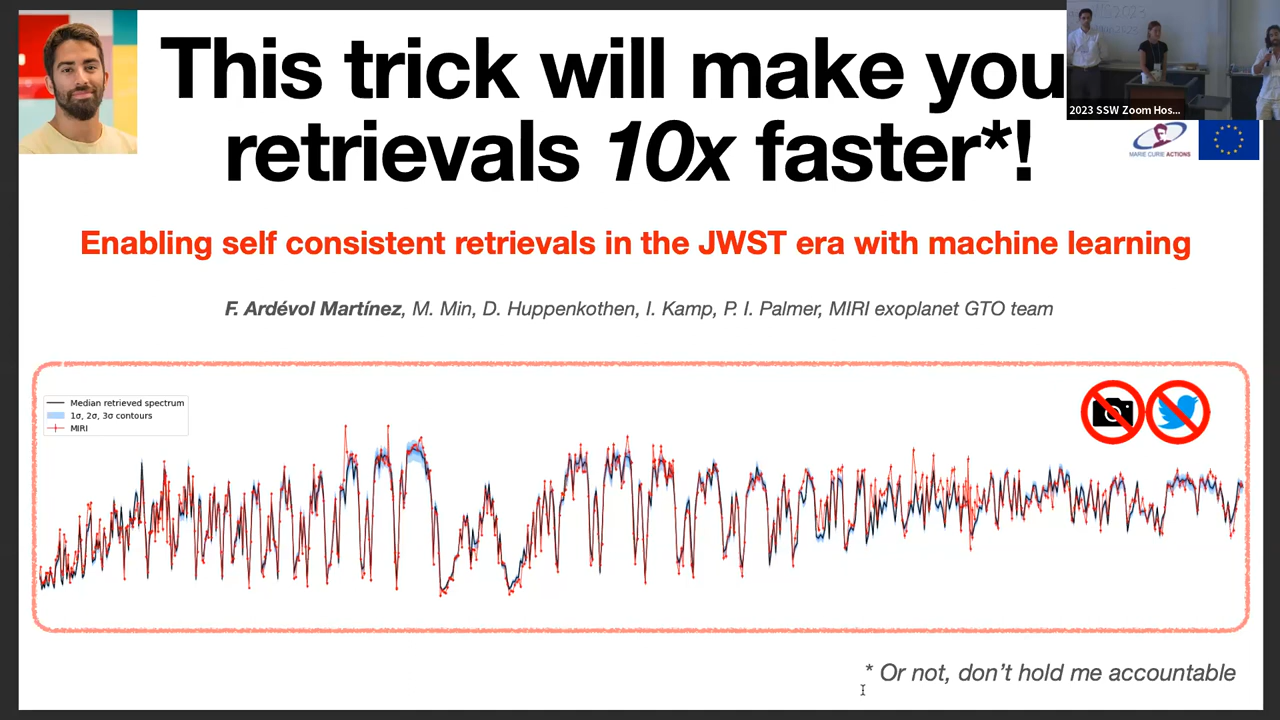 This trick will make you
retrievals 10x faster*!
2023 SSW Zoom Hos...
MARIE CURIE ACTIONS
Enabling self consistent retrievals in the JWST era with machine learning
F. Ardévol Martínez, M. Min, D. Huppenkothen, I. Kamp, P. I. Palmer, MIRI exoplanet GTO team
Median retrieved spectrum
1σ, 2σ, 3σ contours
MIRI
* Or not, don't hold me accountable